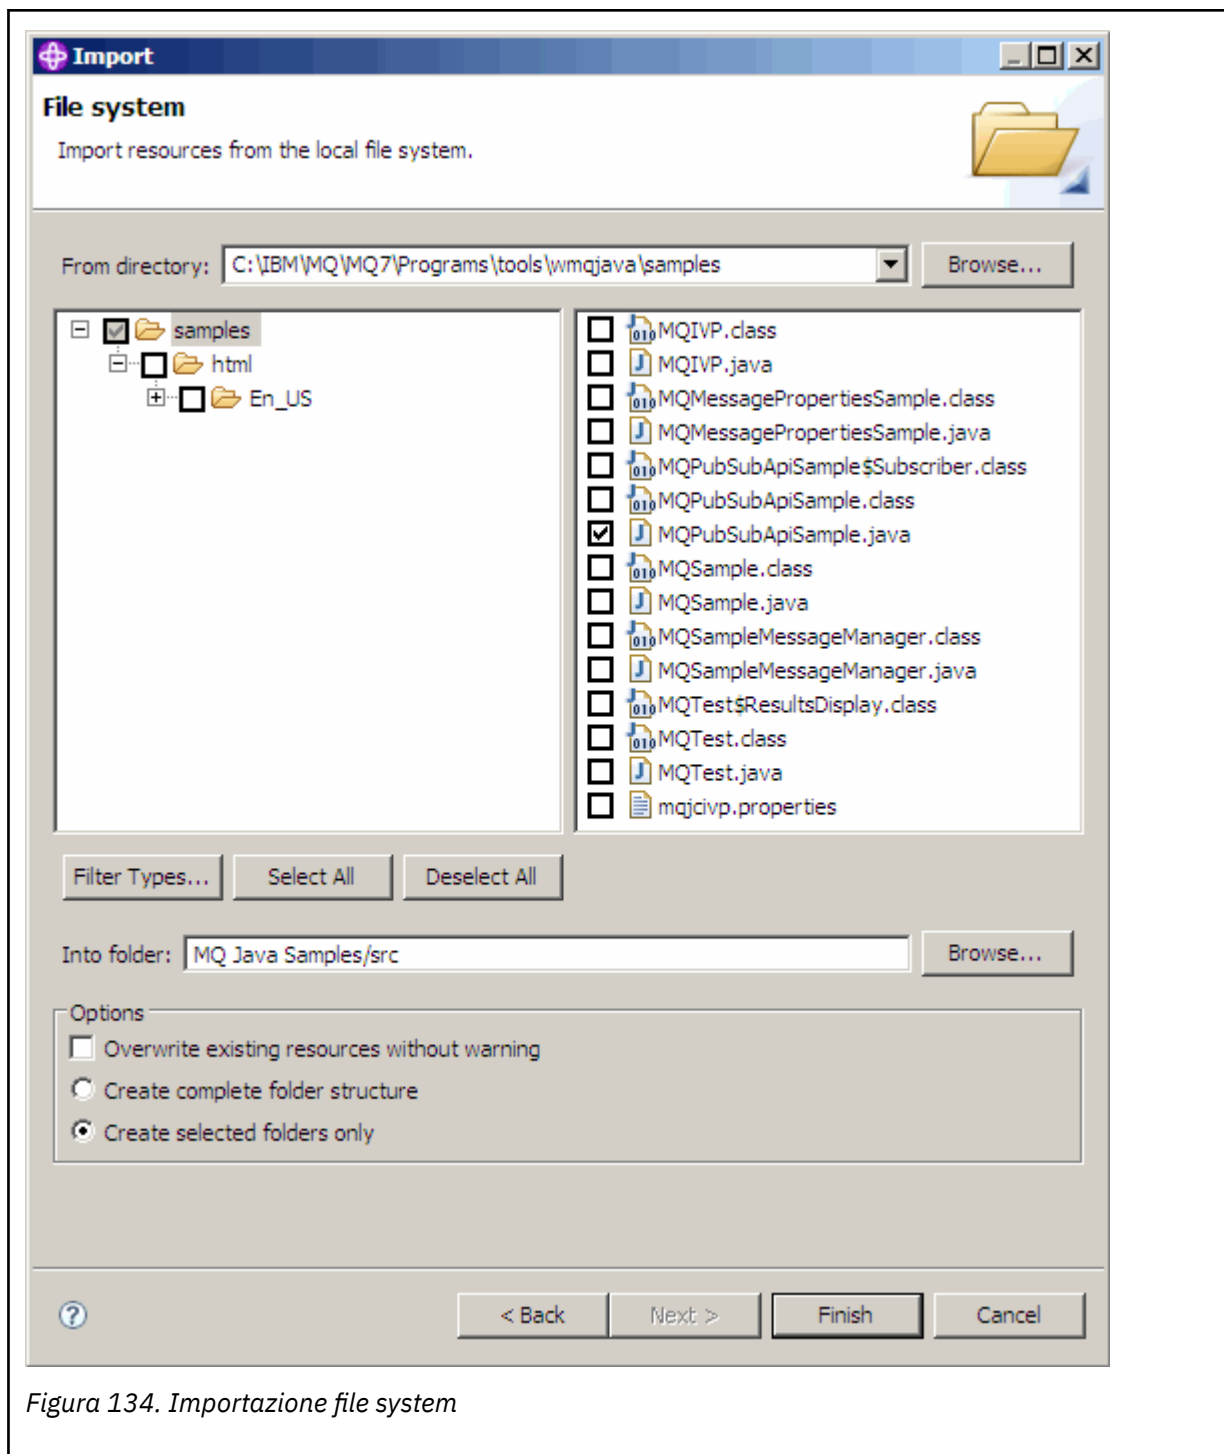 Import
File system
Import resources from the local file system.
From directory: C:\IBM\MQ\MQ7\Programs\tools\wmqjava\samples Browse...
samples
html
En_US
MQIVP.class
MQIVP.java
MQMessagePropertiesSample.class
MQMessagePropertiesSample.java
MQPubSubApiSample$Subscriber.class
MQPubSubApiSample.class
MQPubSubApiSample.java
MQSample.class
MQSample.java
MQSampleMessageManager.class
MQSampleMessageManager.java
MQTest$ResultsDisplay.class
MQTest.class
MQTest.java
mqjcivp.properties
Filter Types... Select All Deselect All
Into folder: MQ Java Samples/src Browse...
Options
Overwrite existing resources without warning
Create complete folder structure
Create selected folders only
? < Back Next > Finish Cancel
Figura 134. Importazione file system